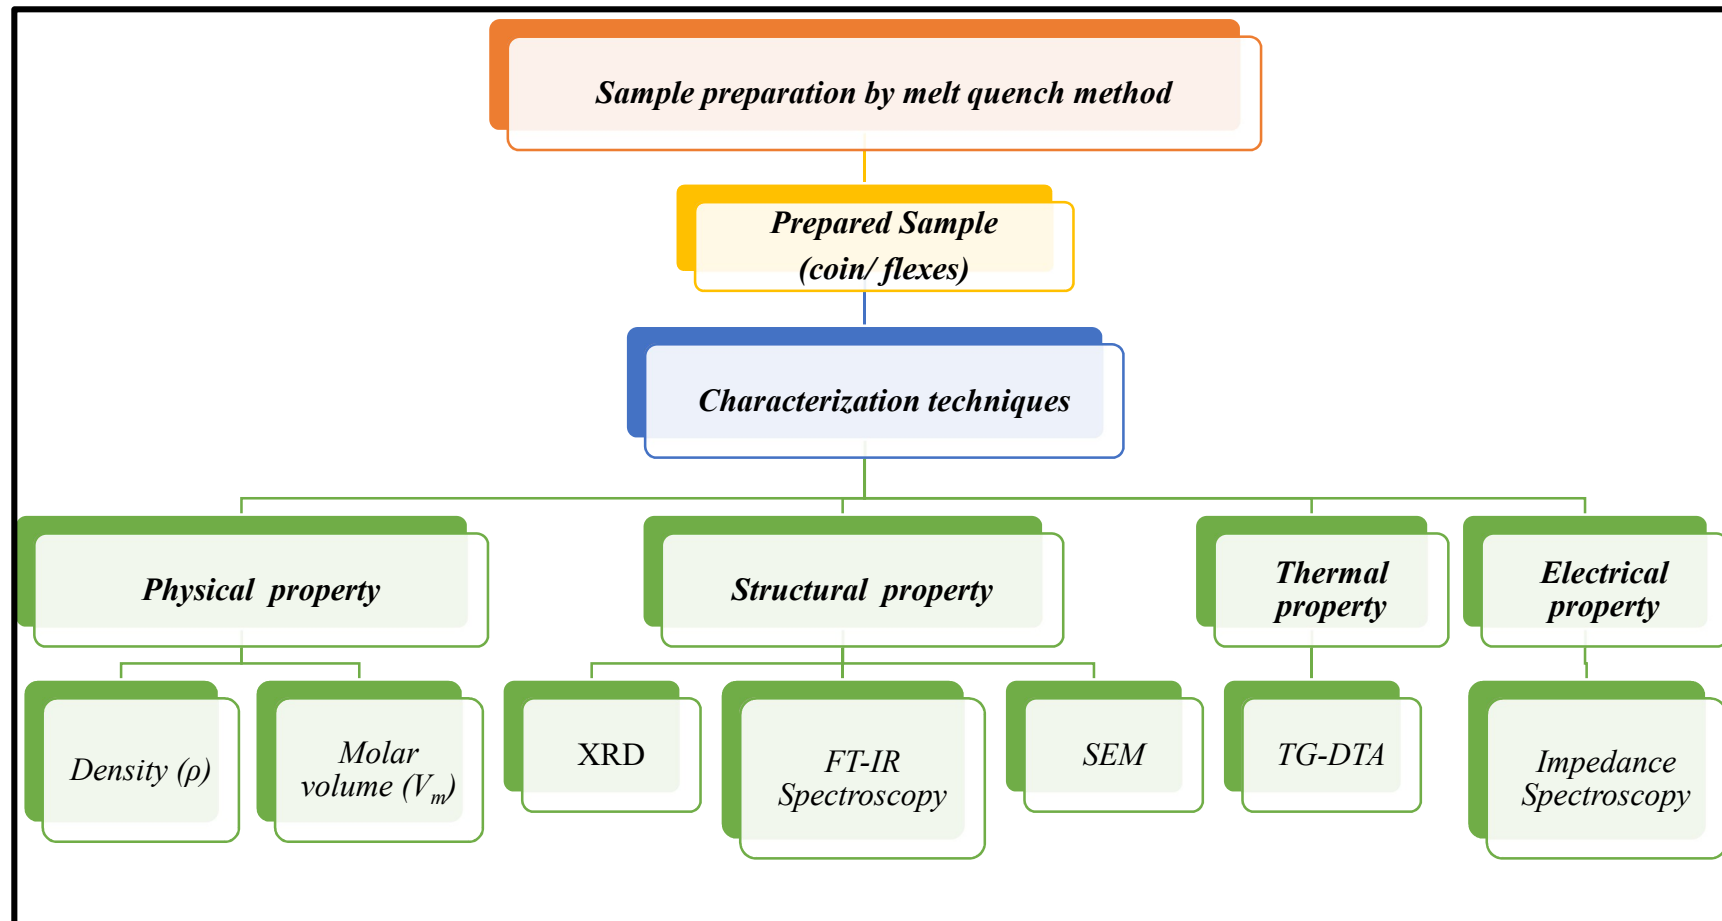 Sample preparation by melt quench method
Prepared Sample
(coin/ flexes)
Characterization techniques
Physical property
Structural property
Thermal
property
Electrical
property
Density (ρ)
Molar
volume (Vₘ)
XRD
FT-IR
Spectroscopy
SEM
TG-DTA
Impedance
Spectroscopy